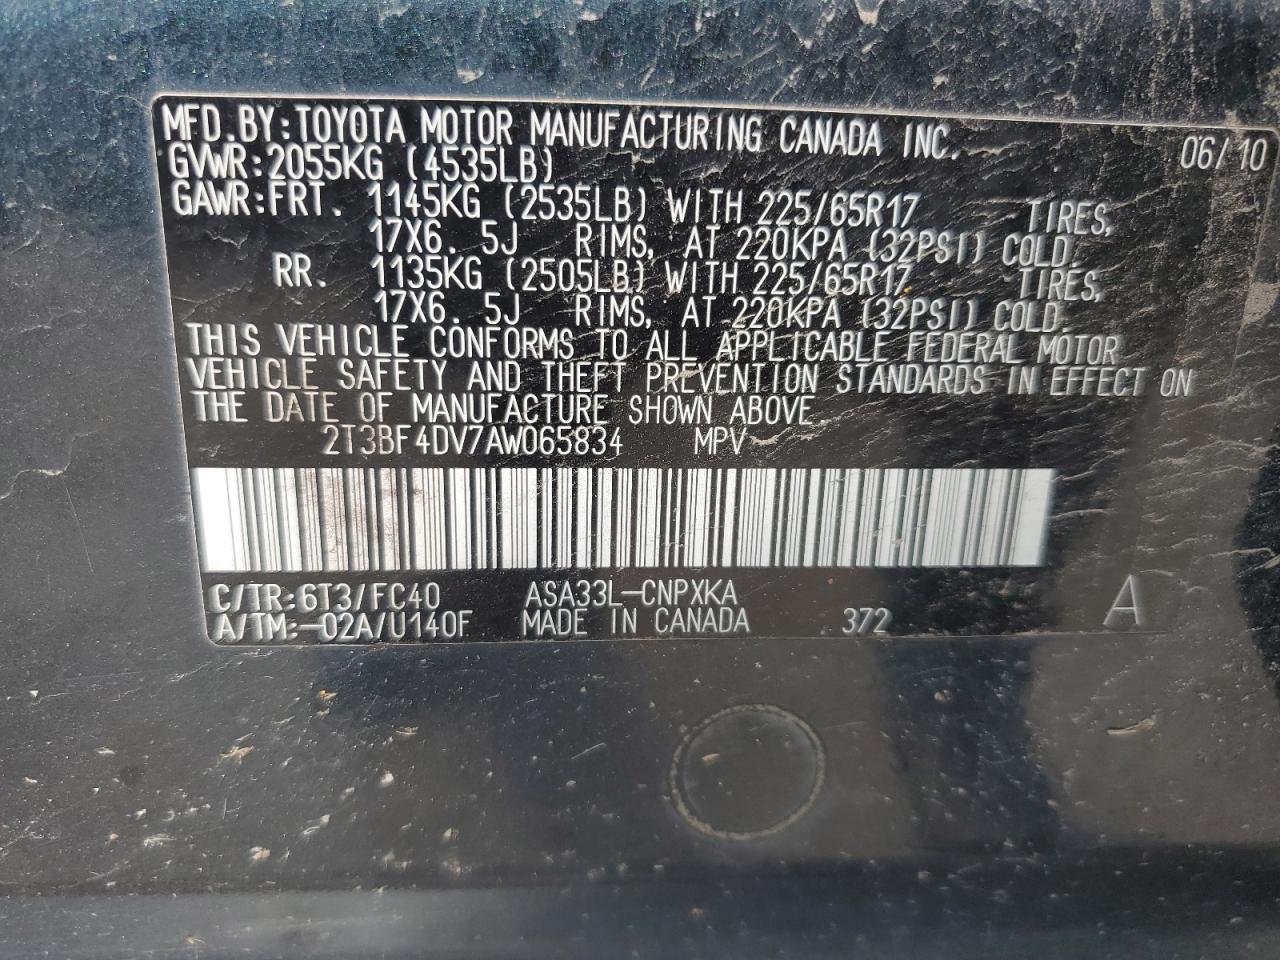 MFD.BY:TOYOTA MOTOR MANUFACTURING CANADA INC. 06/10
GVWR:2055KG (4535LB)
GAWR:FRT. 1145KG (2535LB) WITH 225/65R17 TIRES,
17X6. 5J RIMS, AT 220KPA (32PSI) COLD.
RR. 1135KG (2505LB) WITH 225/65R17 TIRES,
17X6. 5J RIMS, AT 220KPA (32PSI) COLD.
THIS VEHICLE CONFORMS TO ALL APPLICABLE FEDERAL MOTOR
VEHICLE SAFETY AND THEFT PREVENTION STANDARDS IN EFFECT ON
THE DATE OF MANUFACTURE SHOWN ABOVE.
2T3BF4DV7AW065834 MPV
C/TR:6T3/FC40 ASA33L-CNPXKA
A/TM:-02A/U140F MADE IN CANADA 372 A